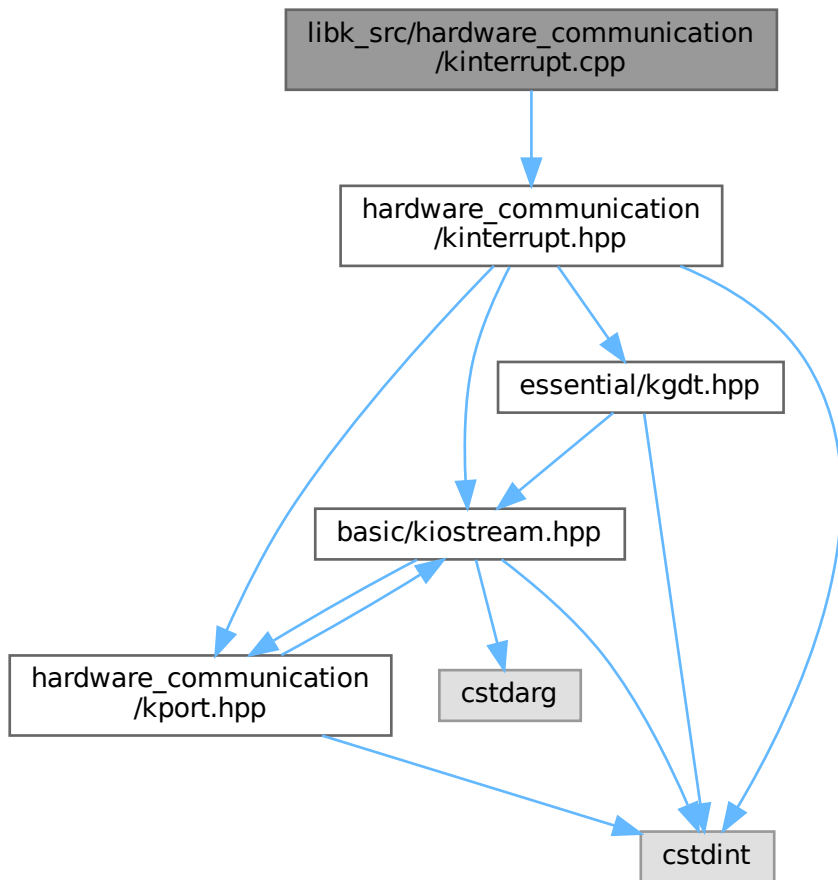 libk_src/hardware_communication
/kinterrupt.cpp
hardware_communication
/kinterrupt.hpp
essential/kgdt.hpp
basic/kiostream.hpp
hardware_communication
/kport.hpp
cstdarg
cstdint